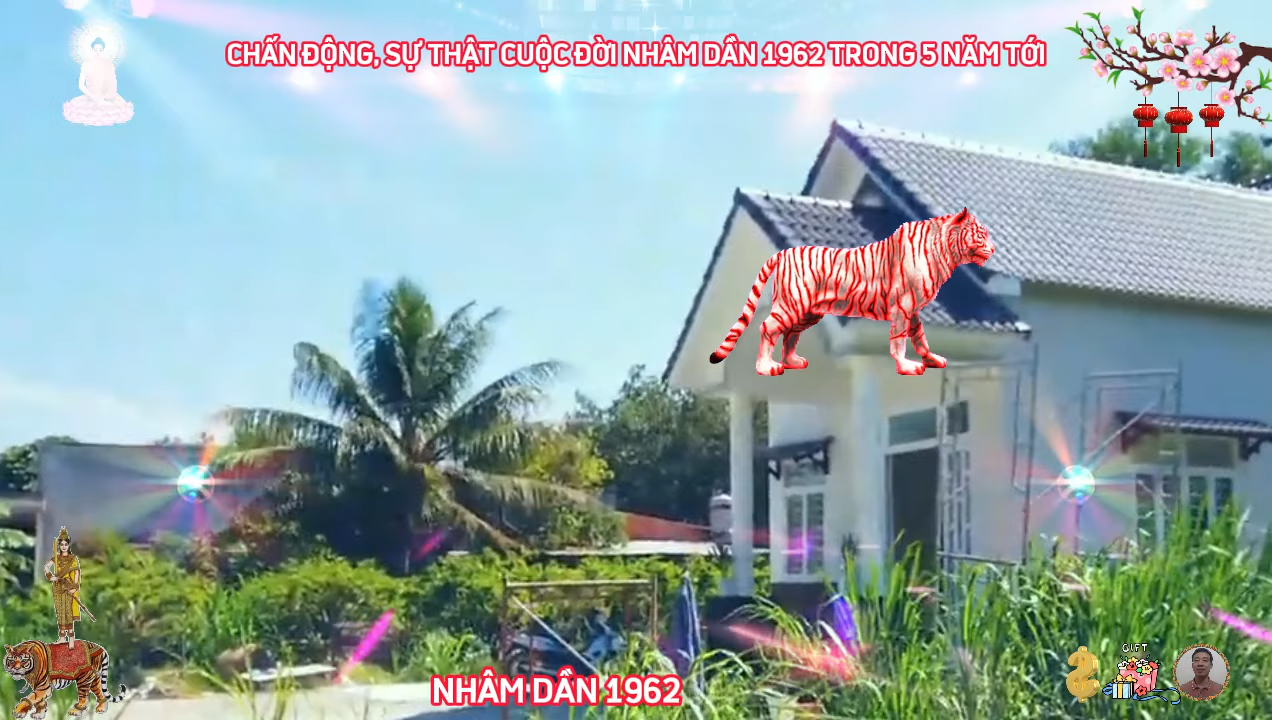 CHẤN ĐỘNG, SỰ THẬT CUỘC ĐỜI NHÂM DẦN 1962 TRONG 5 NĂM TỚI
GIFT
NHÂM DẦN 1962